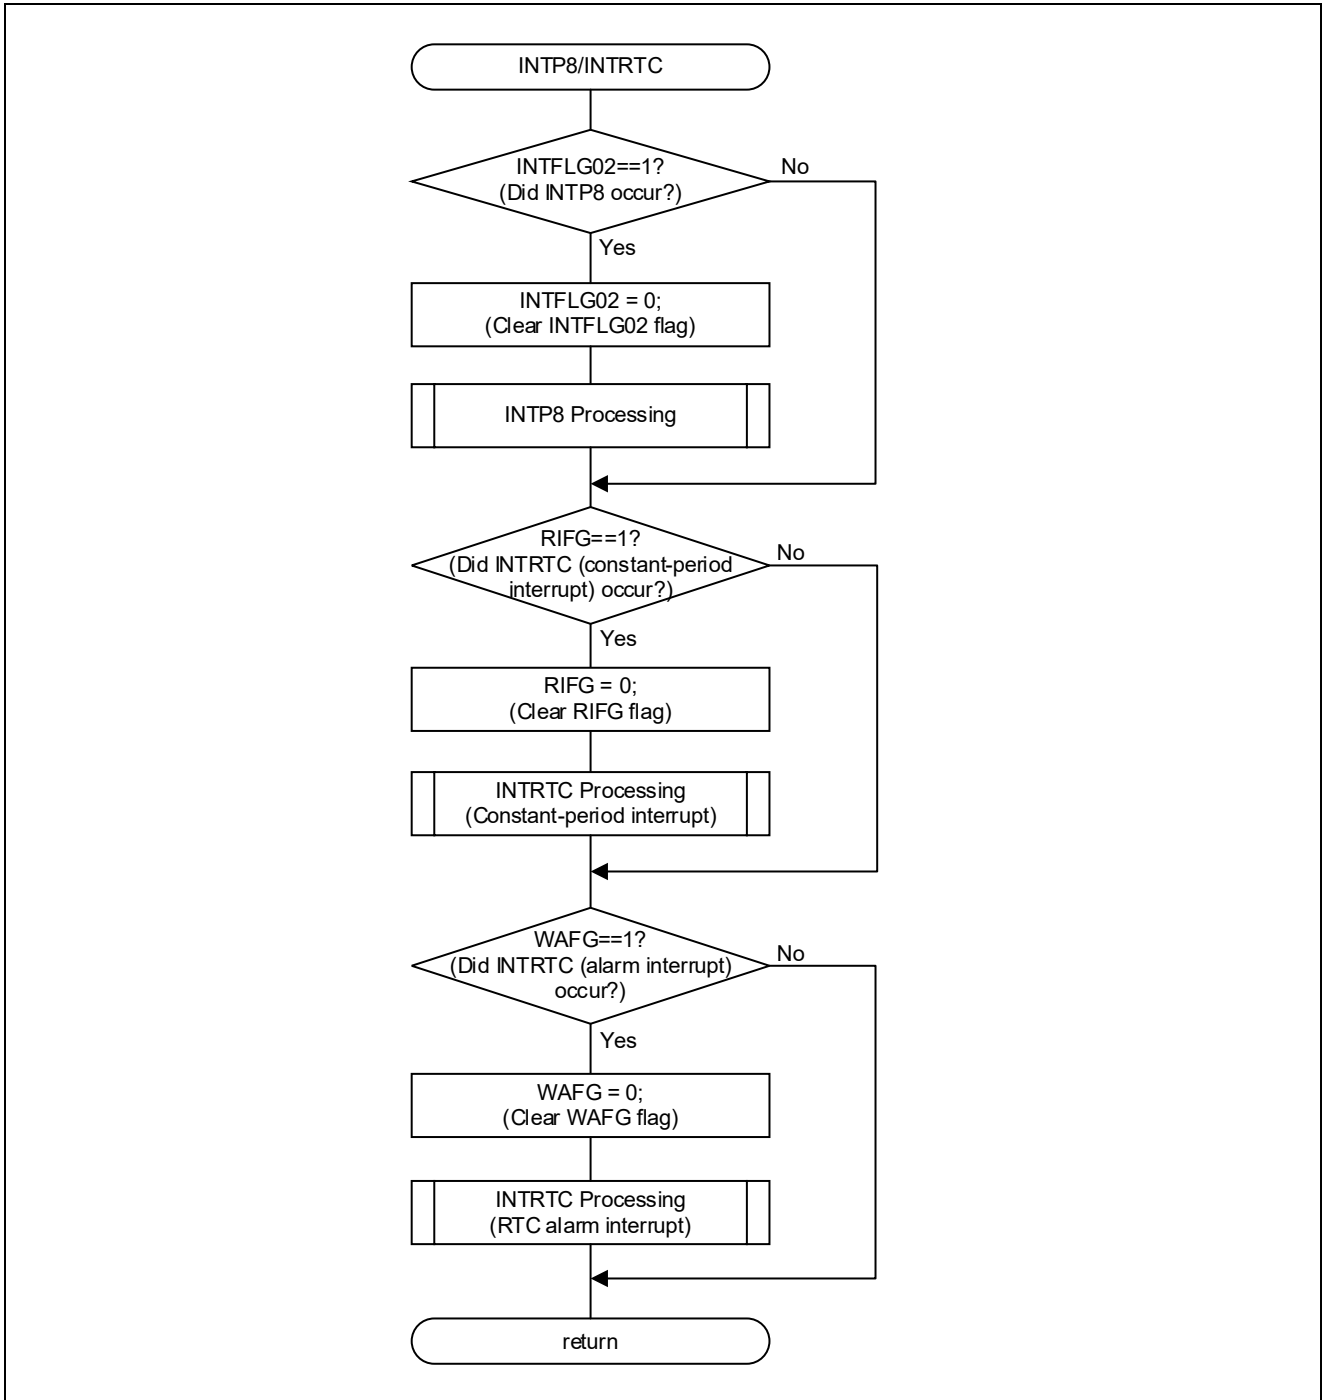 INTP8/INTRTC
INTFLG02==1?
(Did INTP8 occur?)
No
Yes
INTFLG02 = 0;
(Clear INTFLG02 flag)
INTP8 Processing
RIFG==1?
(Did INTRTC (constant-period
interrupt) occur?)
No
Yes
RIFG = 0;
(Clear RIFG flag)
INTRTC Processing
(Constant-period interrupt)
WAFG==1?
(Did INTRTC (alarm interrupt)
occur?)
No
Yes
WAFG = 0;
(Clear WAFG flag)
INTRTC Processing
(RTC alarm interrupt)
return